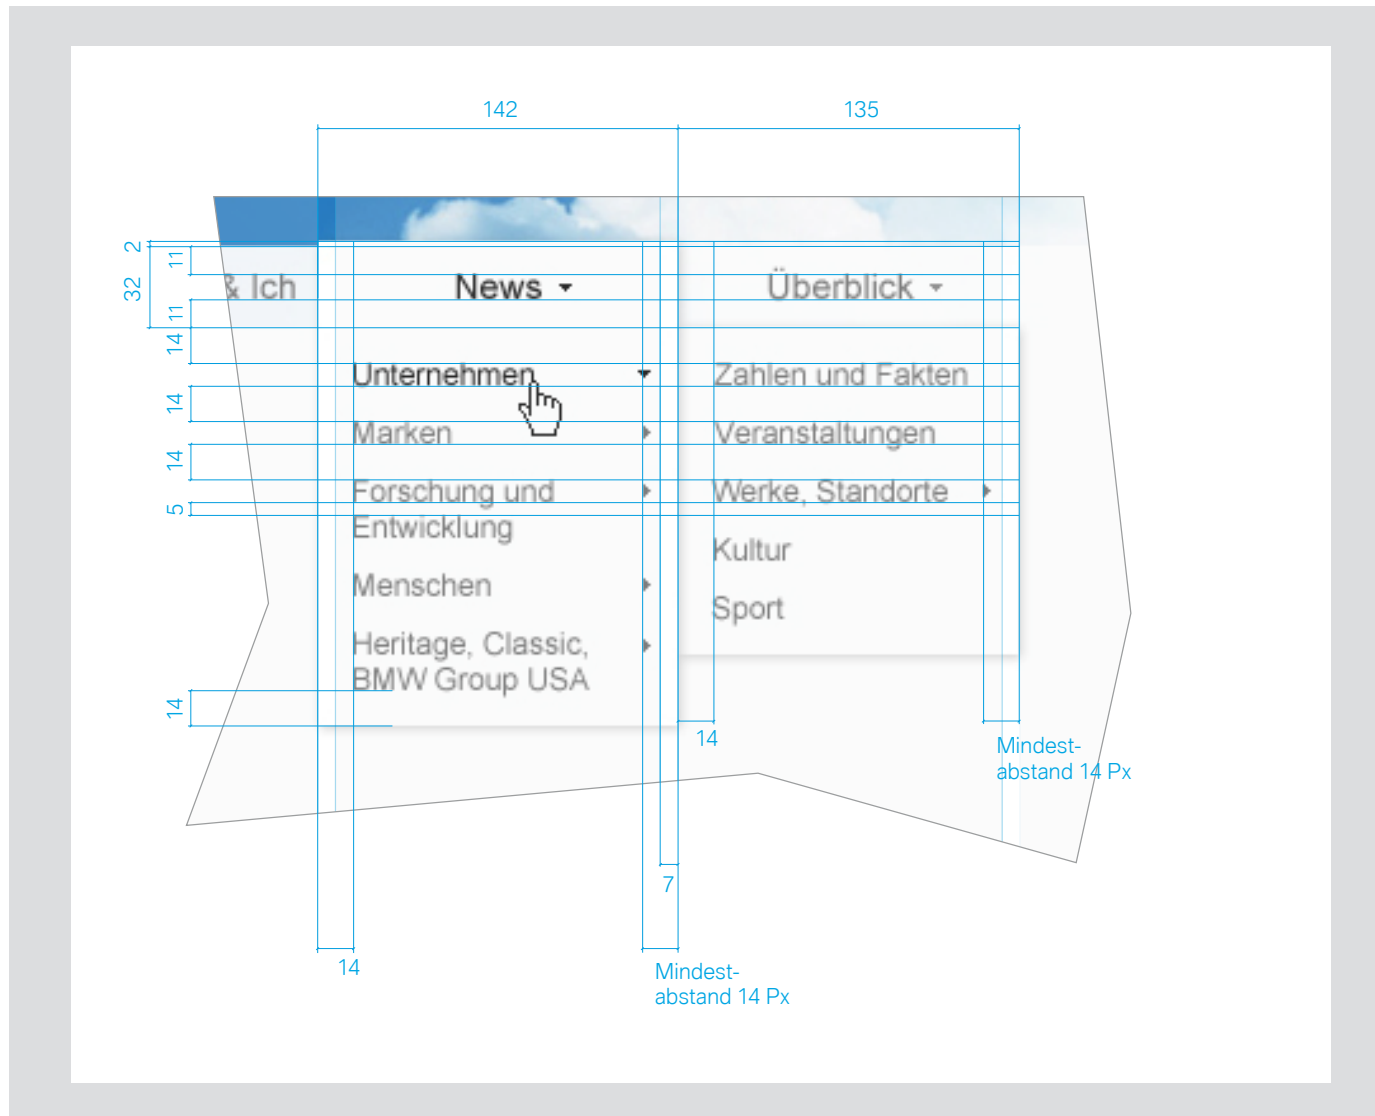 142
135
2
32
11
11
14
14
14
5
14
& Ich
News
Überblick
Unternehmen
Marken
Forschung und
Entwicklung
Menschen
Heritage, Classic,
BMW Group USA
Zahlen und Fakten
Veranstaltungen
Werke, Standorte
Kultur
Sport
14
Mindest-
abstand 14 Px
7
14
Mindest-
abstand 14 Px